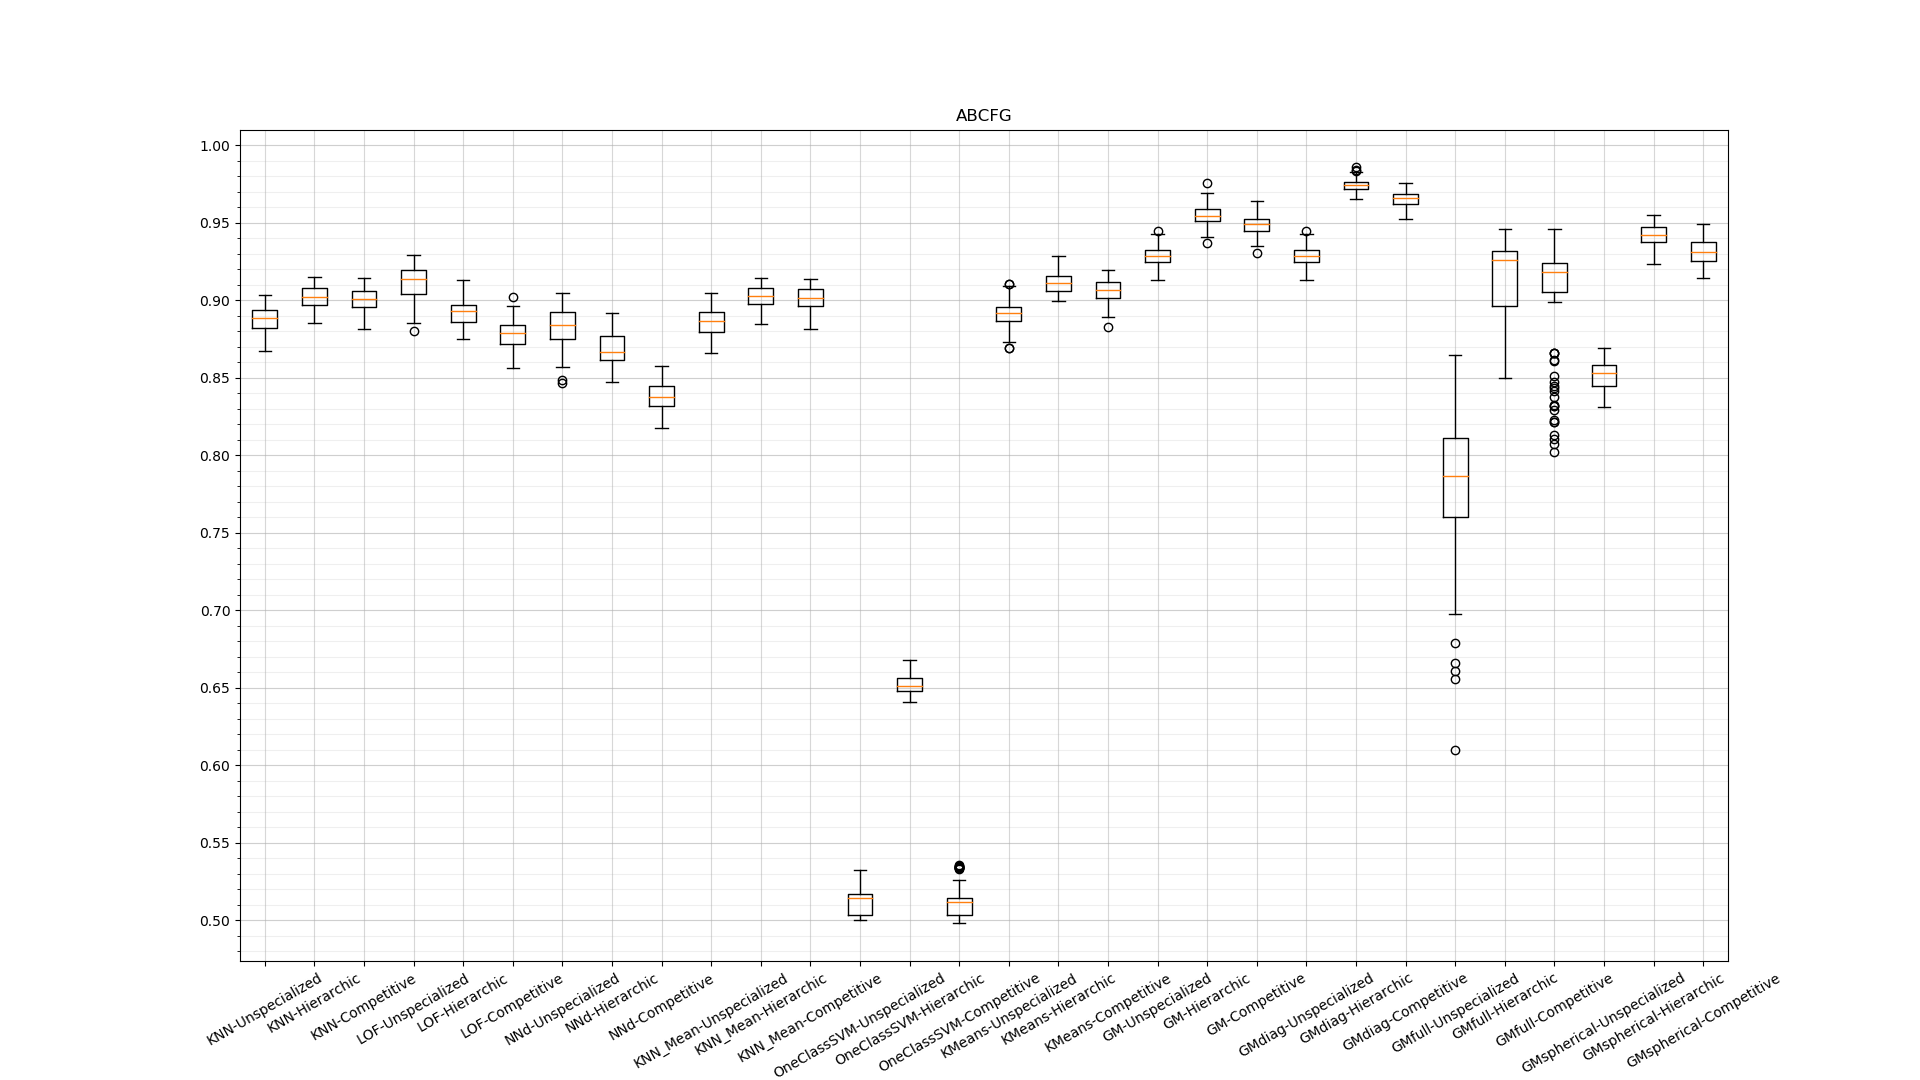 ABCFG
1.00
0.95
0.90
0.85
0.80
0.75
0.70
0.65
0.60
0.55
0.50
KNN-Unspecialized
KNN-Hierarchic
KNN-Competitive
LOF-Unspecialized
LOF-Hierarchic
LOF-Competitive
NNd-Unspecialized
NNd-Hierarchic
NNd-Competitive
KNN_Mean-Unspecialized
KNN_Mean-Hierarchic
KNN_Mean-Competitive
OneClassSVM-Unspecialized
OneClassSVM-Hierarchic
OneClassSVM-Competitive
KMeans-Unspecialized
KMeans-Hierarchic
KMeans-Competitive
GM-Unspecialized
GM-Hierarchic
GM-Competitive
GMdiag-Unspecialized
GMdiag-Hierarchic
GMdiag-Competitive
GMfull-Unspecialized
GMfull-Hierarchic
GMfull-Competitive
GMspherical-Unspecialized
GMspherical-Hierarchic
GMspherical-Competitive